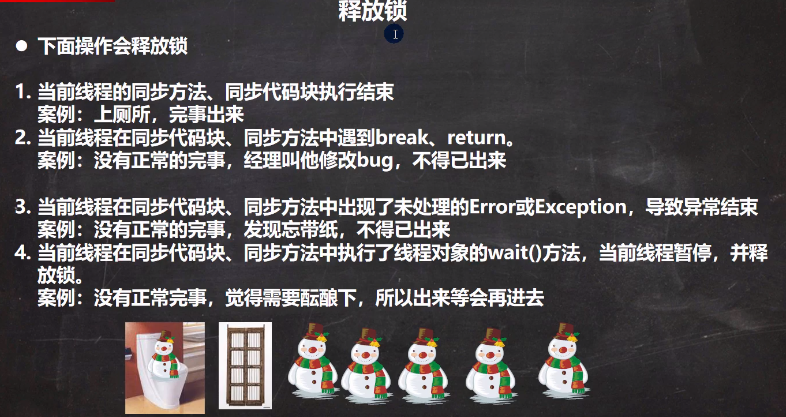 释放锁
● 下面操作会释放锁
1. 当前线程的同步方法、同步代码块执行结束
案例：上厕所，完事出来
2. 当前线程在同步代码块、同步方法中遇到break、return。
案例：没有正常的完事，经理叫他修改bug，不得已出来
3. 当前线程在同步代码块、同步方法中出现了未处理的Error或Exception，导致异常结束
案例：没有正常的完事，发现忘带纸，不得已出来
4. 当前线程在同步代码块、同步方法中执行了线程对象的wait()方法，当前线程暂停，并释
放锁。
案例：没有正常完事，觉得需要酝酿下，所以出来等会再进去